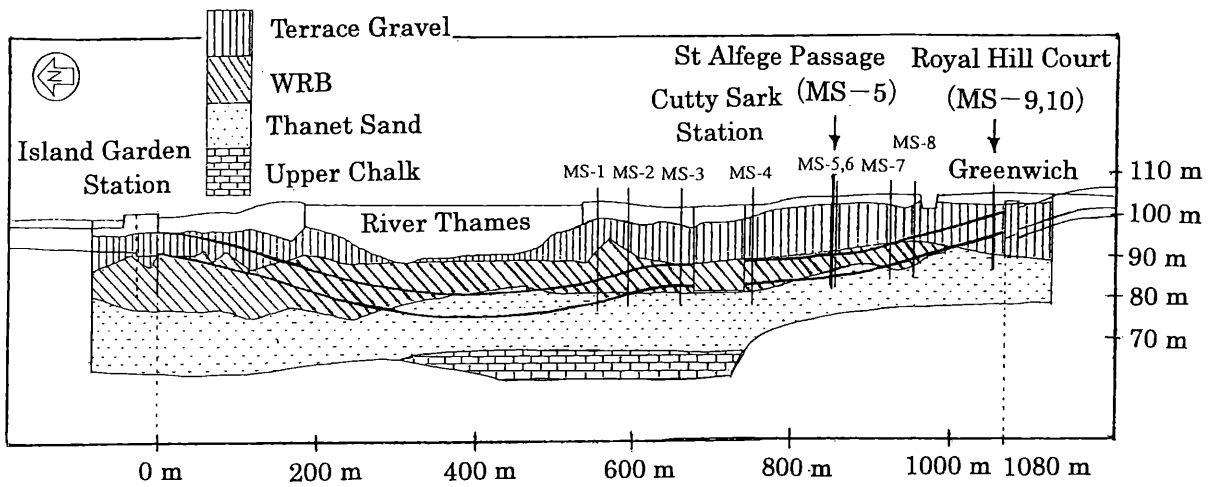 Terrace Gravel
WRB
Thanet Sand
Upper Chalk
N
Island Garden
Station
River Thames
St Alfege Passage
(MS-5)
Cutty Sark
Station
Royal Hill Court
(MS-9,10)
Greenwich
MS-1
MS-2
MS-3
MS-4
MS-5,6
MS-7
MS-8
110 m
100 m
90 m
80 m
70 m
0 m
200 m
400 m
600 m
800 m
1000 m
1080 m